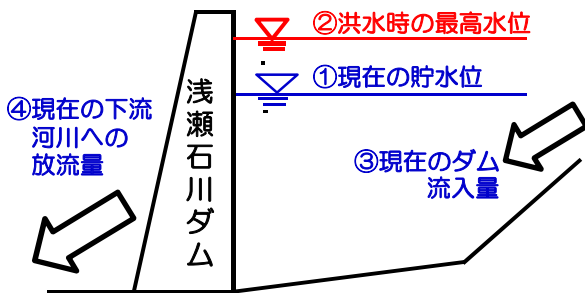 ②洪水時の最高水位
①現在の貯水位
④現在の下流
河川への
放流量
浅瀬石川ダム
③現在のダム
流入量